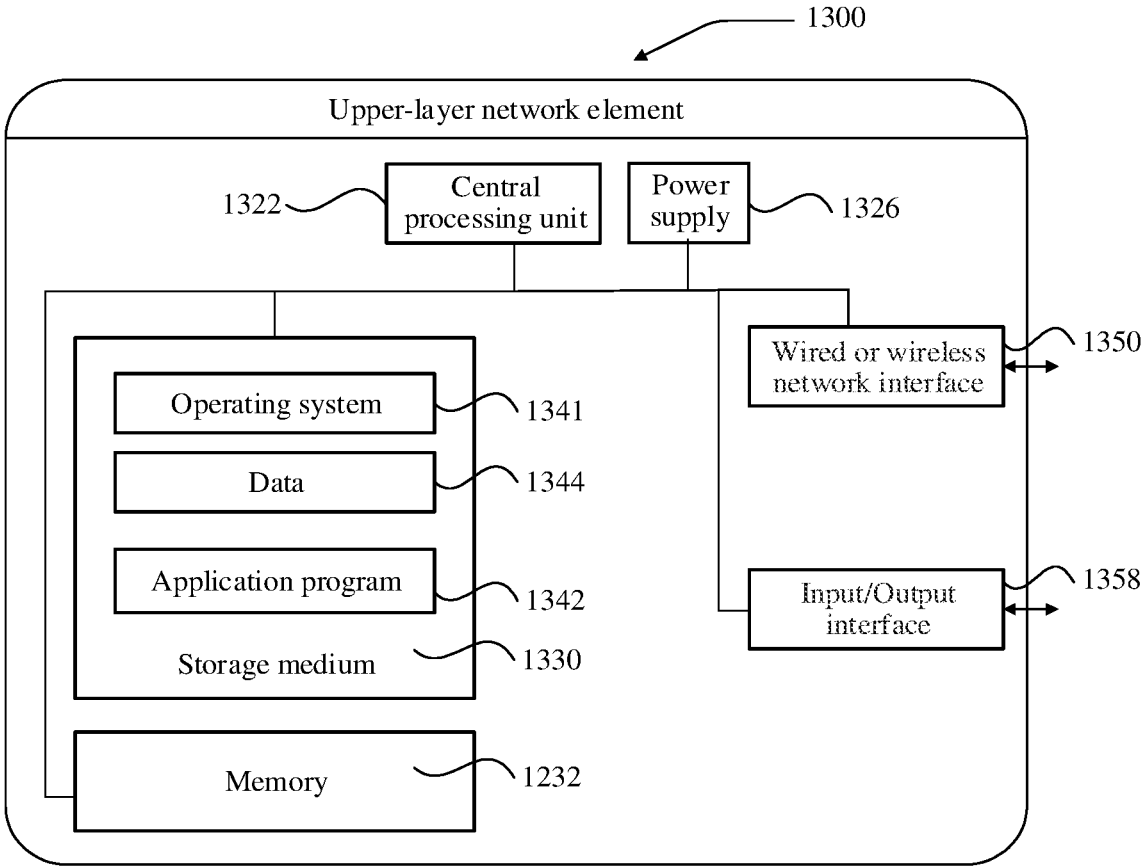 1300
Upper-layer network element
Central
processing unit
1322
Power
supply
1326
Wired or wireless
network interface
1350
Operating system
1341
Data
1344
Application program
1342
Storage medium
1330
Input/Output
interface
1358
Memory
1232